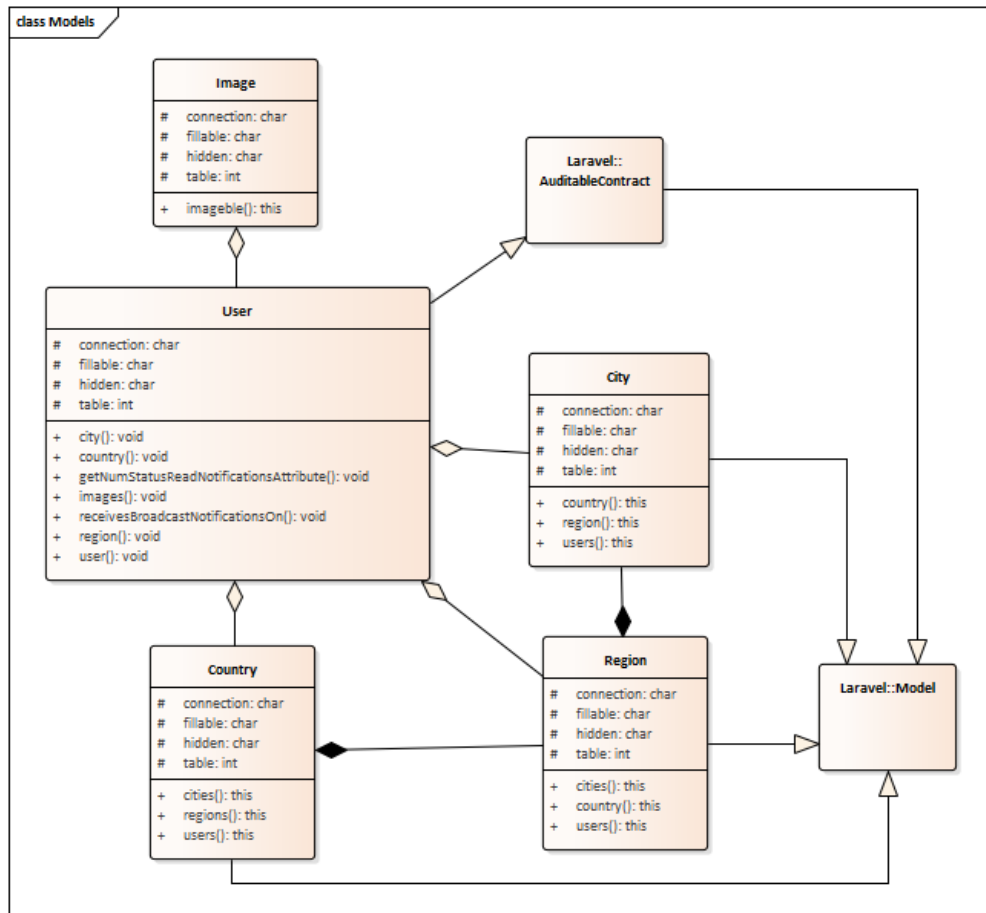 class Models
Image
# connection: char
# fillable: char
# hidden: char
# table: int
+ imageble(): this
Laravel::
AuditableContract
User
# connection: char
# fillable: char
# hidden: char
# table: int
+ city(): void
+ country(): void
+ getNumStatusReadNotificationsAttribute(): void
+ images(): void
+ receivesBroadcastNotificationsOn(): void
+ region(): void
+ user(): void
City
# connection: char
# fillable: char
# hidden: char
# table: int
+ country(): this
+ region(): this
+ users(): this
Country
# connection: char
# fillable: char
# hidden: char
# table: int
+ cities(): this
+ regions(): this
+ users(): this
Region
# connection: char
# fillable: char
# hidden: char
# table: int
+ cities(): this
+ country(): this
+ users(): this
Laravel::Model